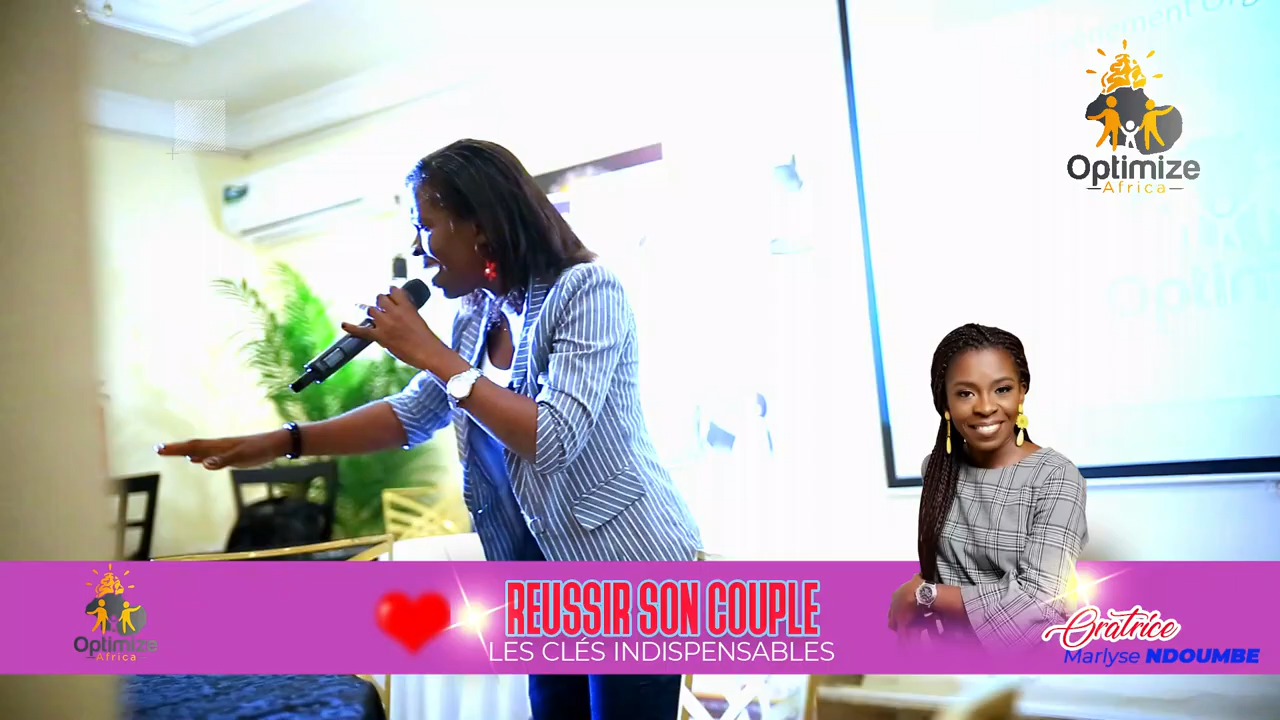 Optimize
Africa
Optimize
Africa
REUSSIR SON COUPLE
LES CLÉS INDISPENSABLES
Oratrice
Marlyse NDOUMBE